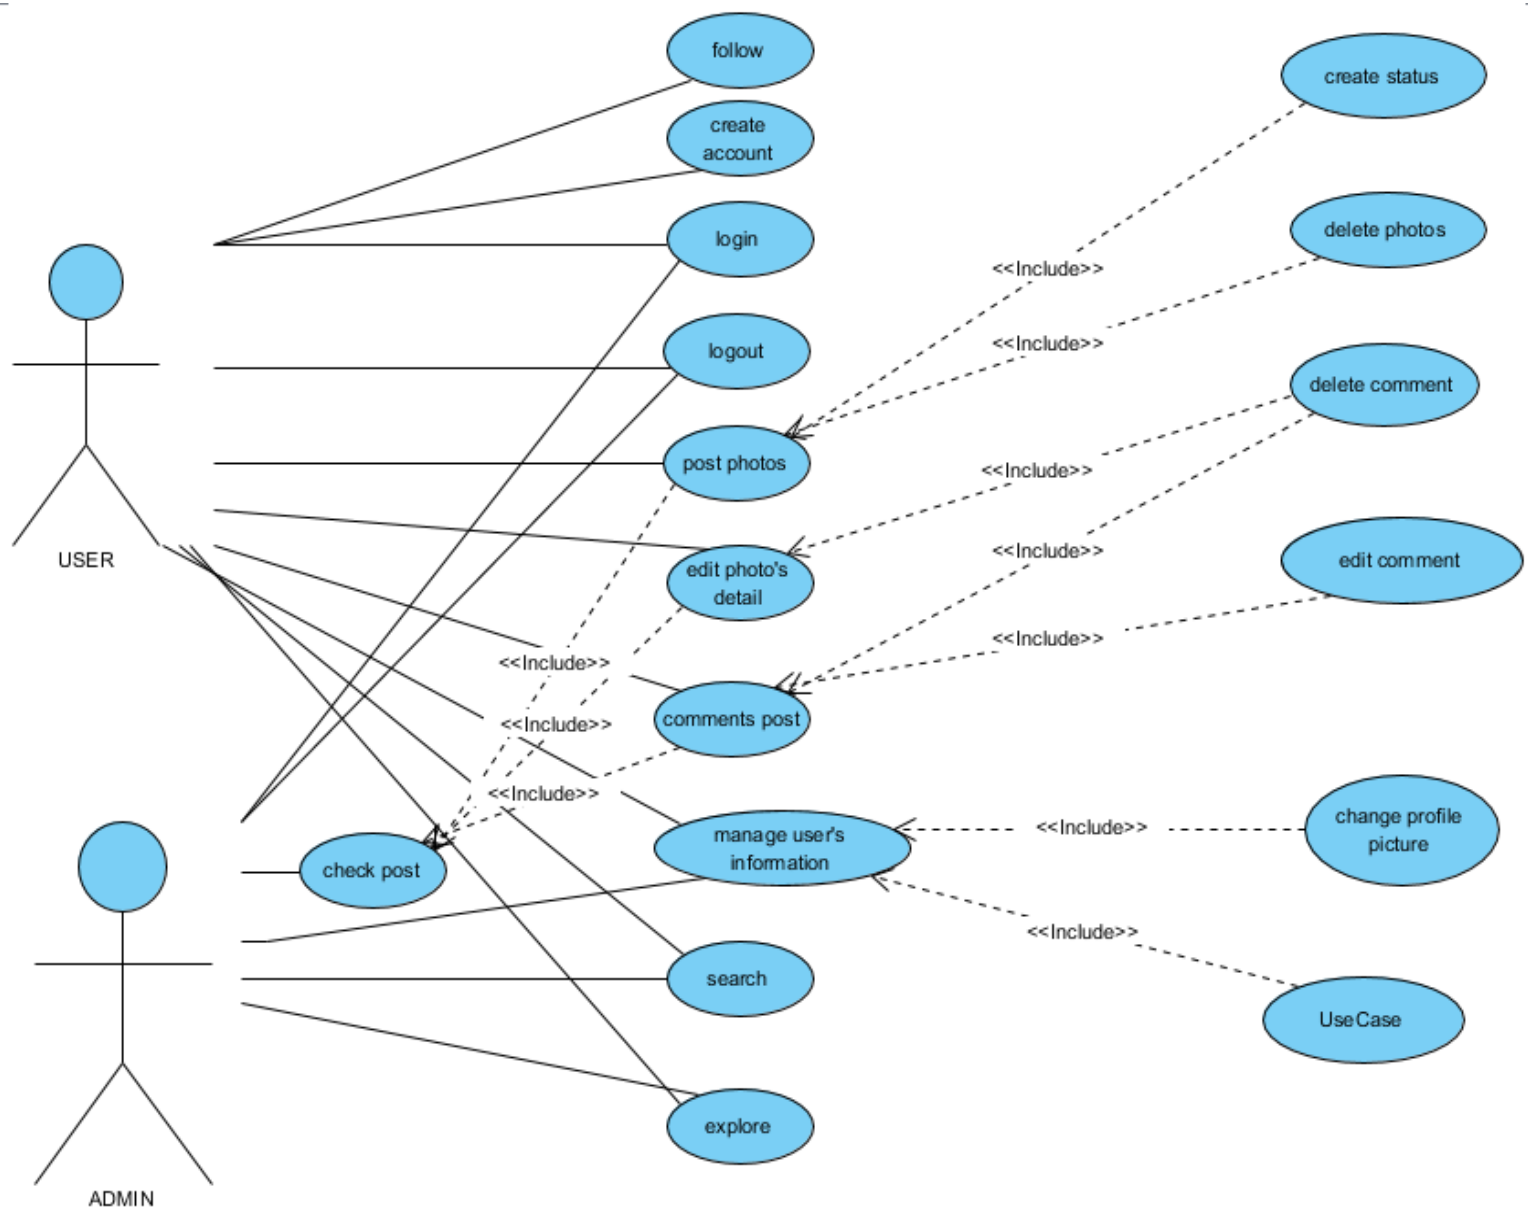 follow
create status
create
account
delete photos
login
<<Include>>
<<Include>>
logout
delete comment
post photos
<<Include>>
USER
edit photo's
detail
<<Include>>
edit comment
<<Include>>
<<Include>>
comments post
<<Include>>
<<Include>>
manage user's
information
<<Include>>
change profile
picture
check post
<<Include>>
search
UseCase
explore
ADMIN